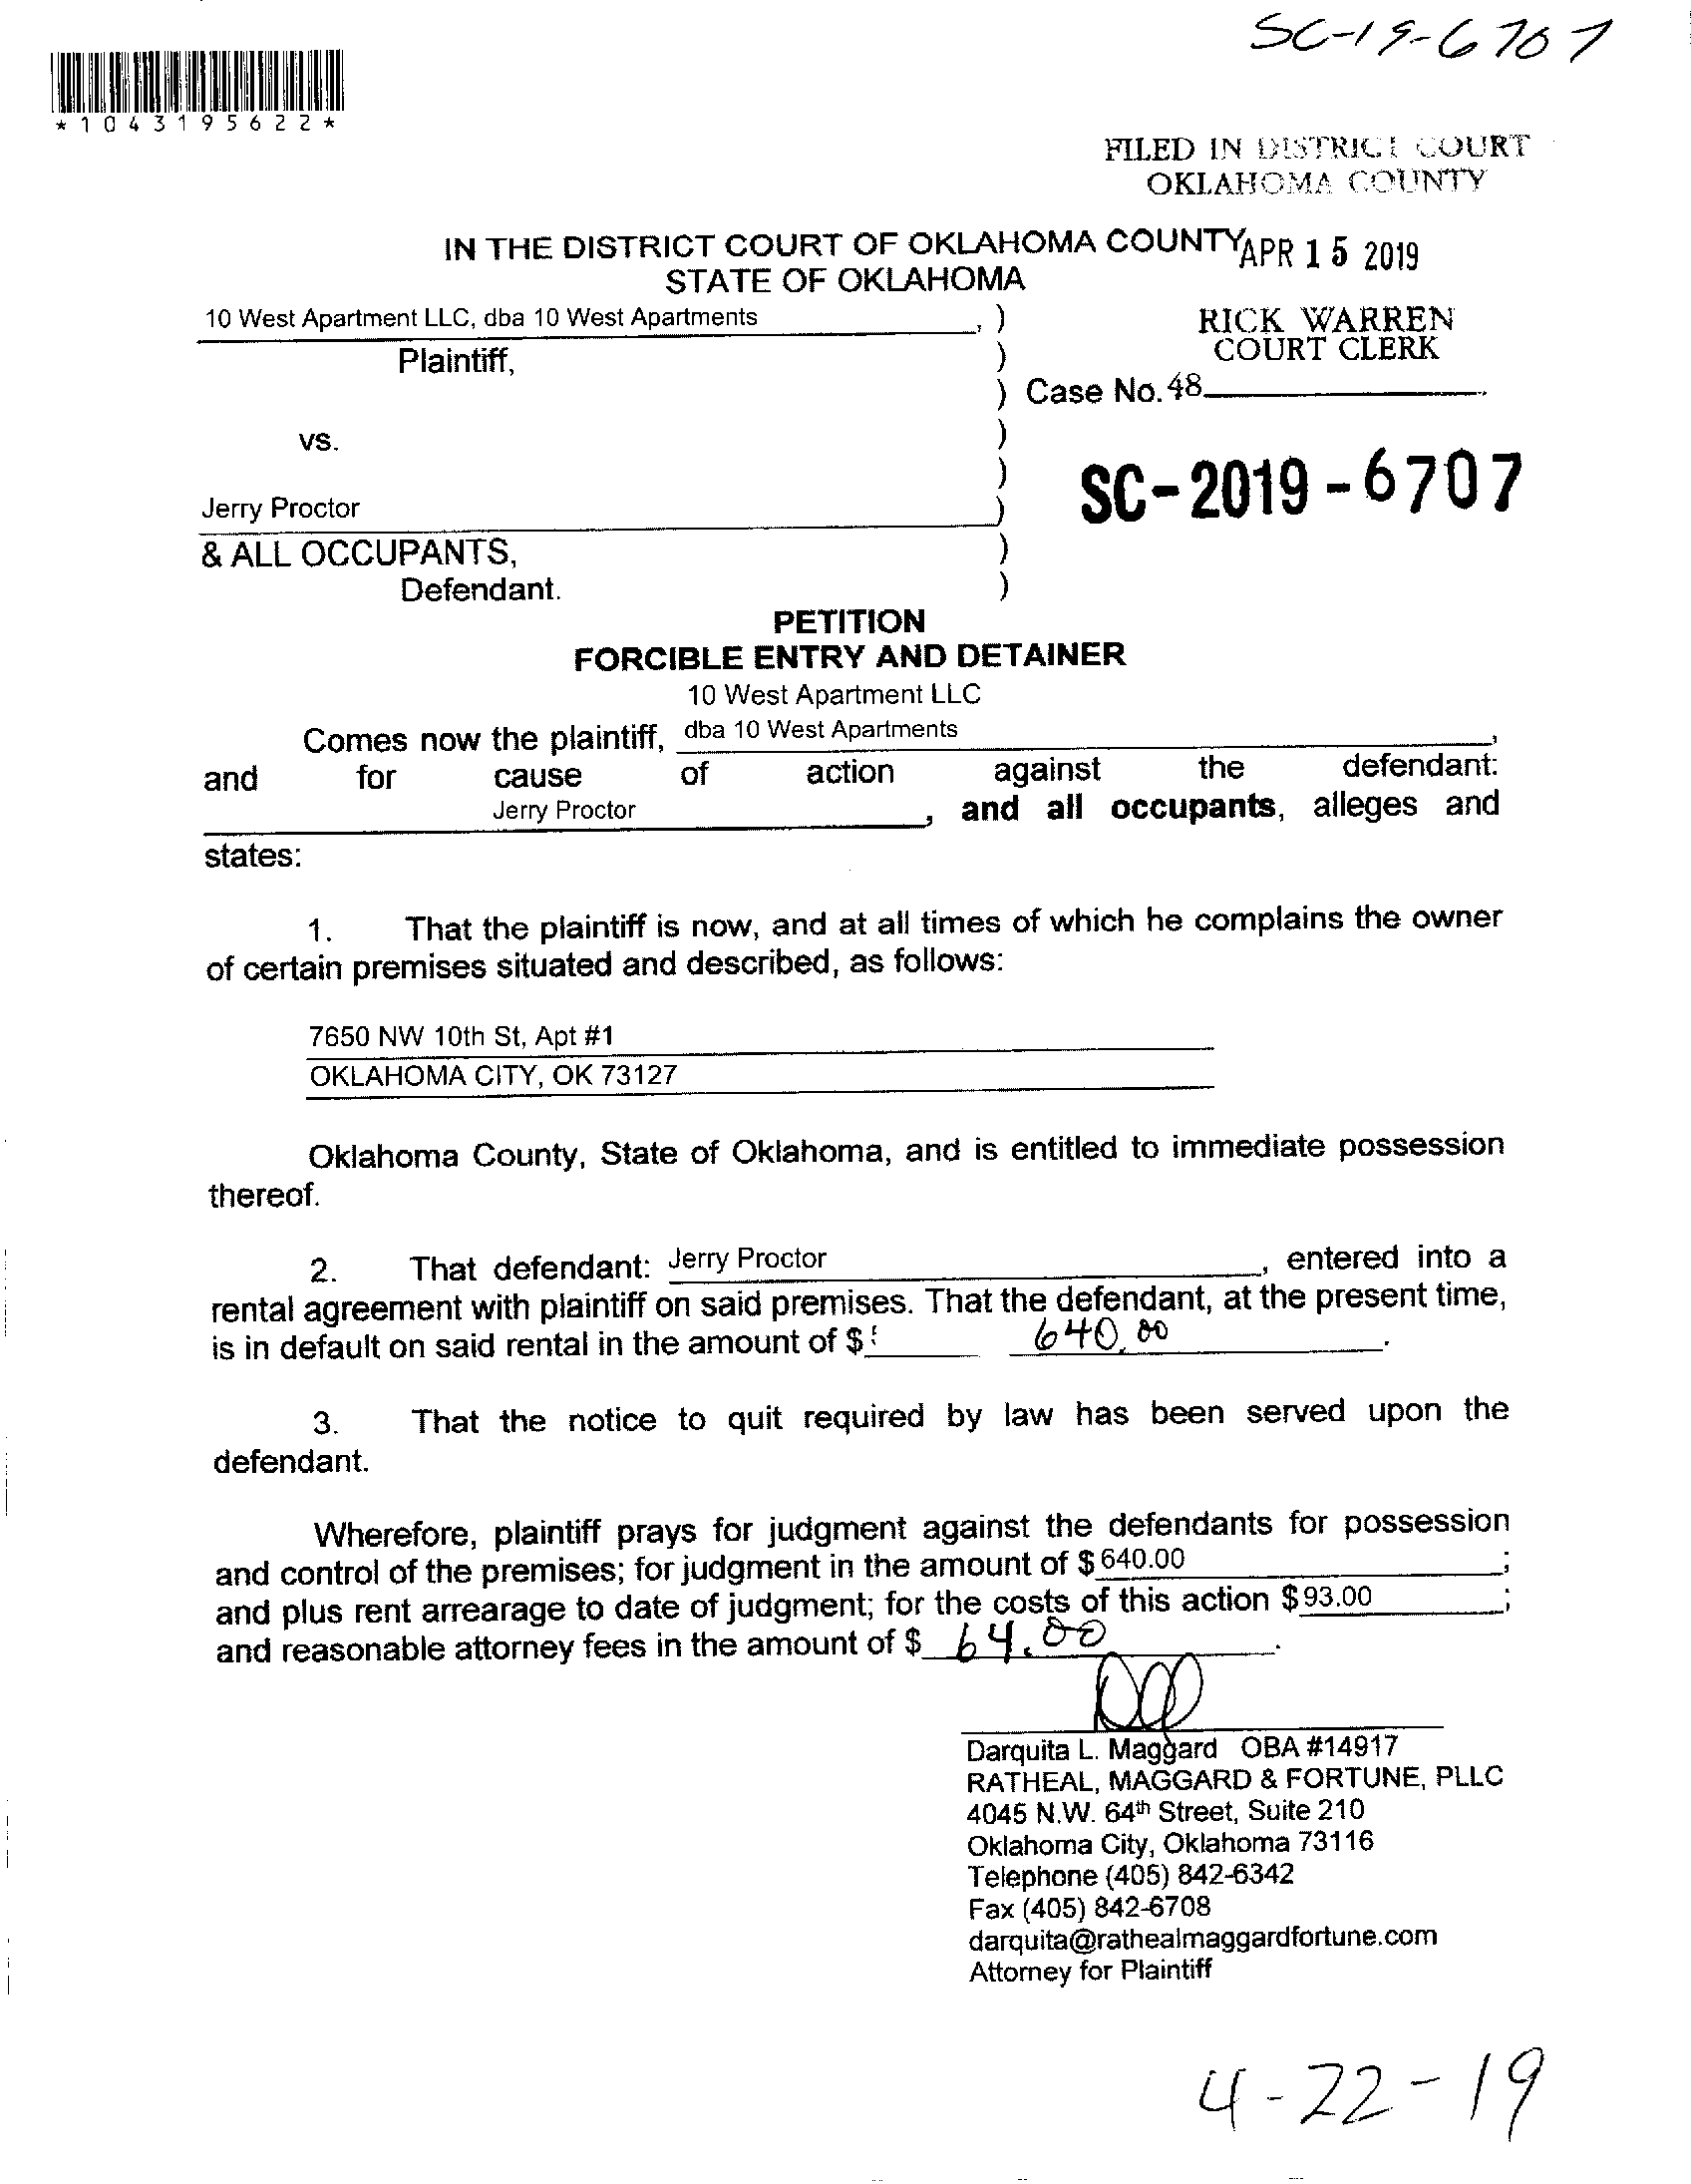 SC-19-6707
*1043195622*
FILED IN DISTRICT COURT
OKLAHOMA COUNTY
IN THE DISTRICT COURT OF OKLAHOMA COUNTY APR 15 2019
STATE OF OKLAHOMA
10 West Apartment LLC, dba 10 West Apartments , ) RICK WARREN
Plaintiff, ) COURT CLERK
) Case No. 48
vs. )
) SC-2019-6707
Jerry Proctor )
& ALL OCCUPANTS, )
Defendant. )
PETITION
FORCIBLE ENTRY AND DETAINER
10 West Apartment LLC
Comes now the plaintiff, dba 10 West Apartments ,
and for cause of action against the defendant:
Jerry Proctor , and all occupants, alleges and
states:
1. That the plaintiff is now, and at all times of which he complains the owner
of certain premises situated and described, as follows:
7650 NW 10th St, Apt #1
OKLAHOMA CITY, OK 73127
Oklahoma County, State of Oklahoma, and is entitled to immediate possession
thereof.
2. That defendant: Jerry Proctor , entered into a
rental agreement with plaintiff on said premises. That the defendant, at the present time,
is in default on said rental in the amount of $ 640.00 .
3. That the notice to quit required by law has been served upon the
defendant.
Wherefore, plaintiff prays for judgment against the defendants for possession
and control of the premises; for judgment in the amount of $ 640.00 ;
and plus rent arrearage to date of judgment; for the costs of this action $ 93.00 ;
and reasonable attorney fees in the amount of $ 64.00 .
Darquita L. Maggard OBA #14917
RATHEAL, MAGGARD & FORTUNE, PLLC
4045 N.W. 64th Street, Suite 210
Oklahoma City, Oklahoma 73116
Telephone (405) 842-6342
Fax (405) 842-6708
darquita@rathealmaggardfortune.com
Attorney for Plaintiff
4-22-19